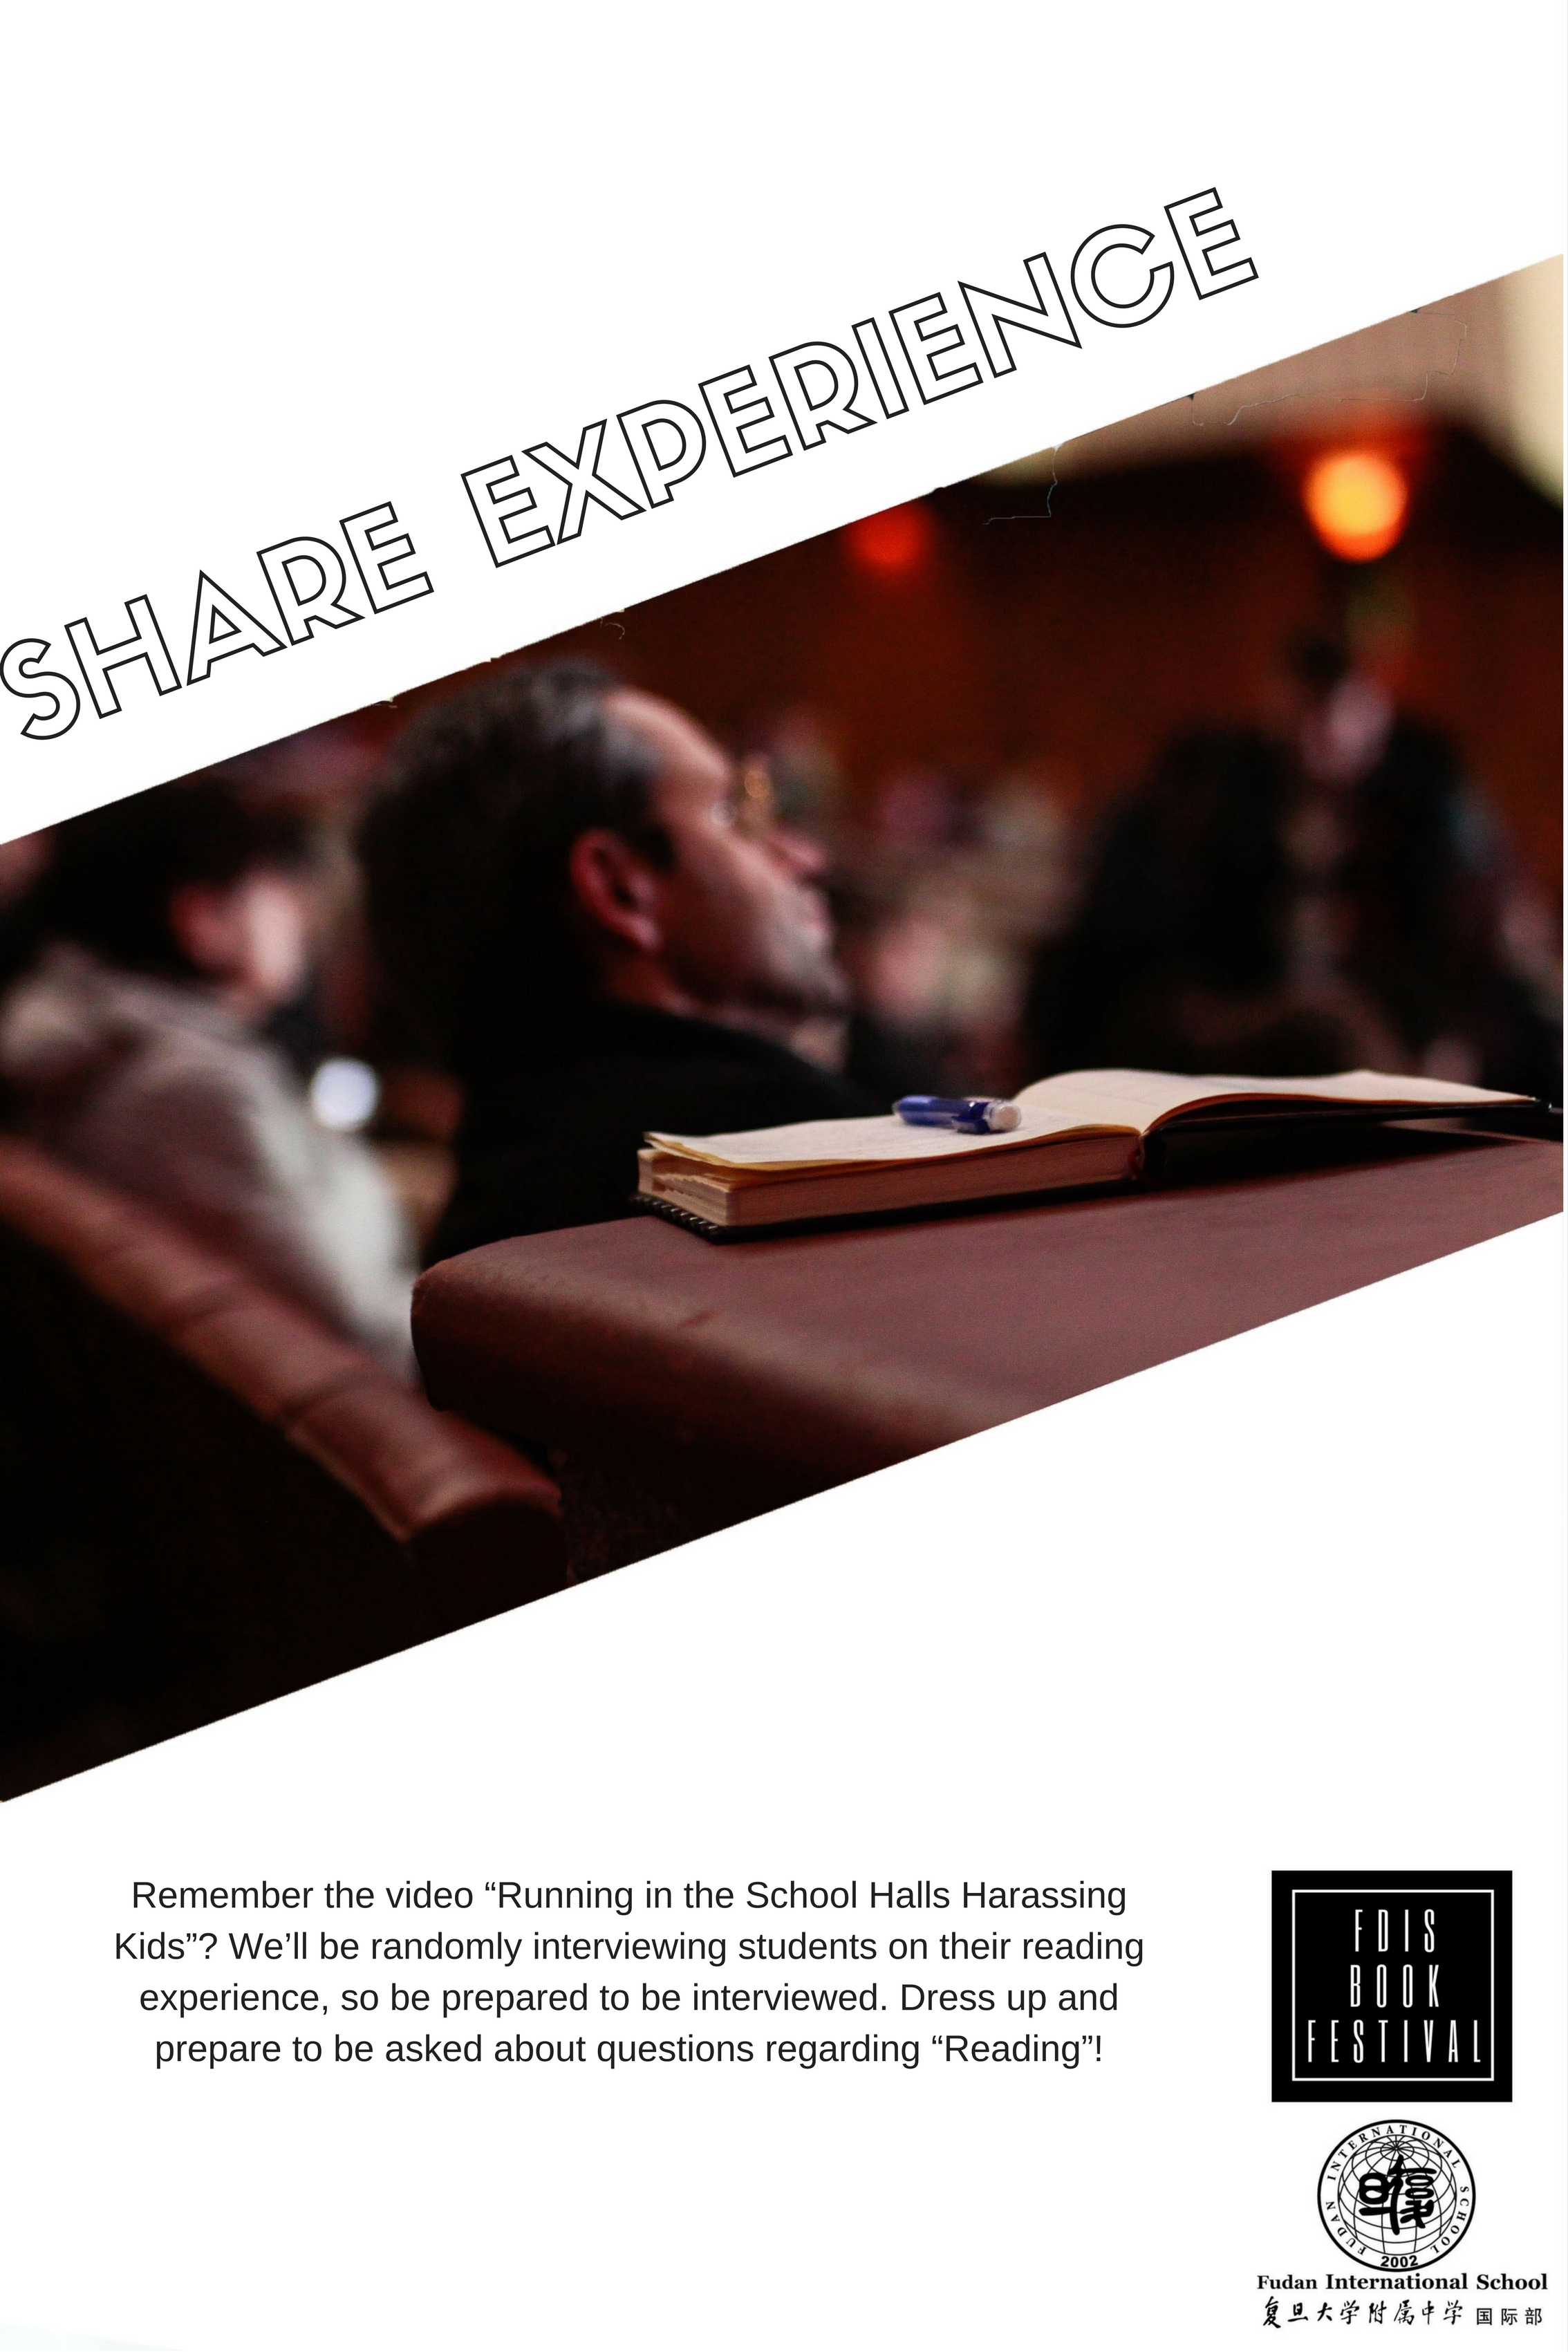 SHARE EXPERIENCE
Remember the video “Running in the School Halls Harassing
Kids”? We’ll be randomly interviewing students on their reading
experience, so be prepared to be interviewed. Dress up and
prepare to be asked about questions regarding “Reading”!
FDIS
BOOK
FESTIVAL
FUDAN INTERNATIONAL SCHOOL
2002
Fudan International School
复旦大学附属中学 国际部